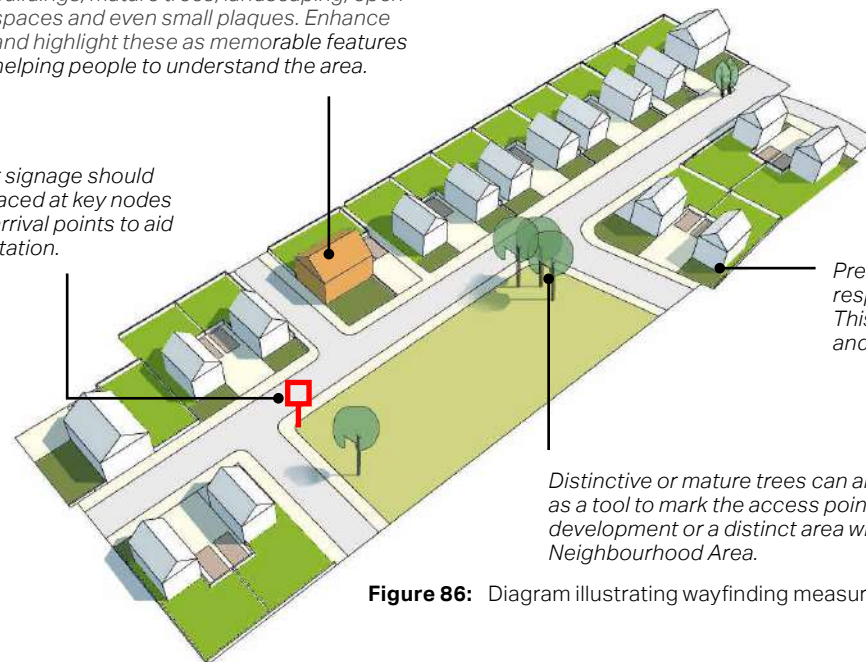 buildings, mature trees, landscaping, open
spaces and even small plaques. Enhance
and highlight these as memorable features
helping people to understand the area.
signage should
aced at key nodes
arrival points to aid
tation.
Pre
resp
This
and
Distinctive or mature trees can a
as a tool to mark the access poin
development or a distinct area w
Neighbourhood Area.
Figure 86: Diagram illustrating wayfinding measur